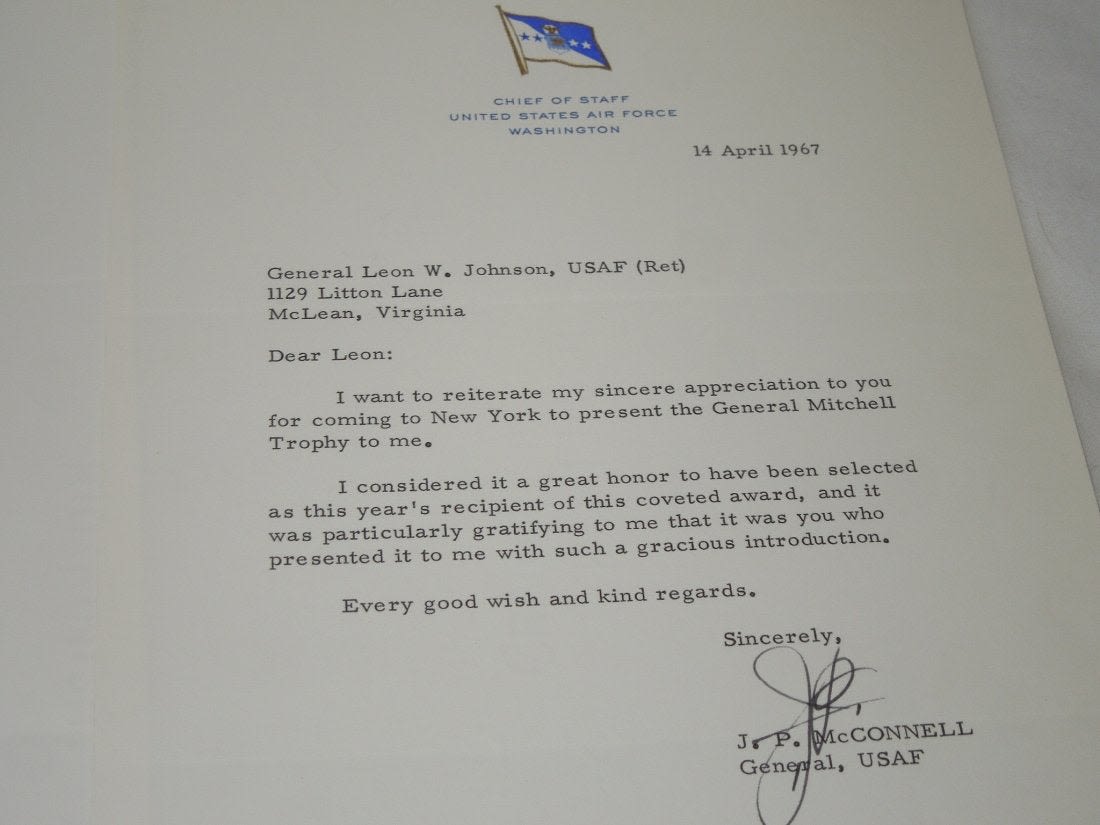 CHIEF OF STAFF
UNITED STATES AIR FORCE
WASHINGTON
14 April 1967
General Leon W. Johnson, USAF (Ret)
1129 Litton Lane
McLean, Virginia
Dear Leon:
I want to reiterate my sincere appreciation to you
for coming to New York to present the General Mitchell
Trophy to me.
I considered it a great honor to have been selected
as this year's recipient of this coveted award, and it
was particularly gratifying to me that it was you who
presented it to me with such a gracious introduction.
Every good wish and kind regards.
Sincerely,
J. P. McCONNELL
General, USAF